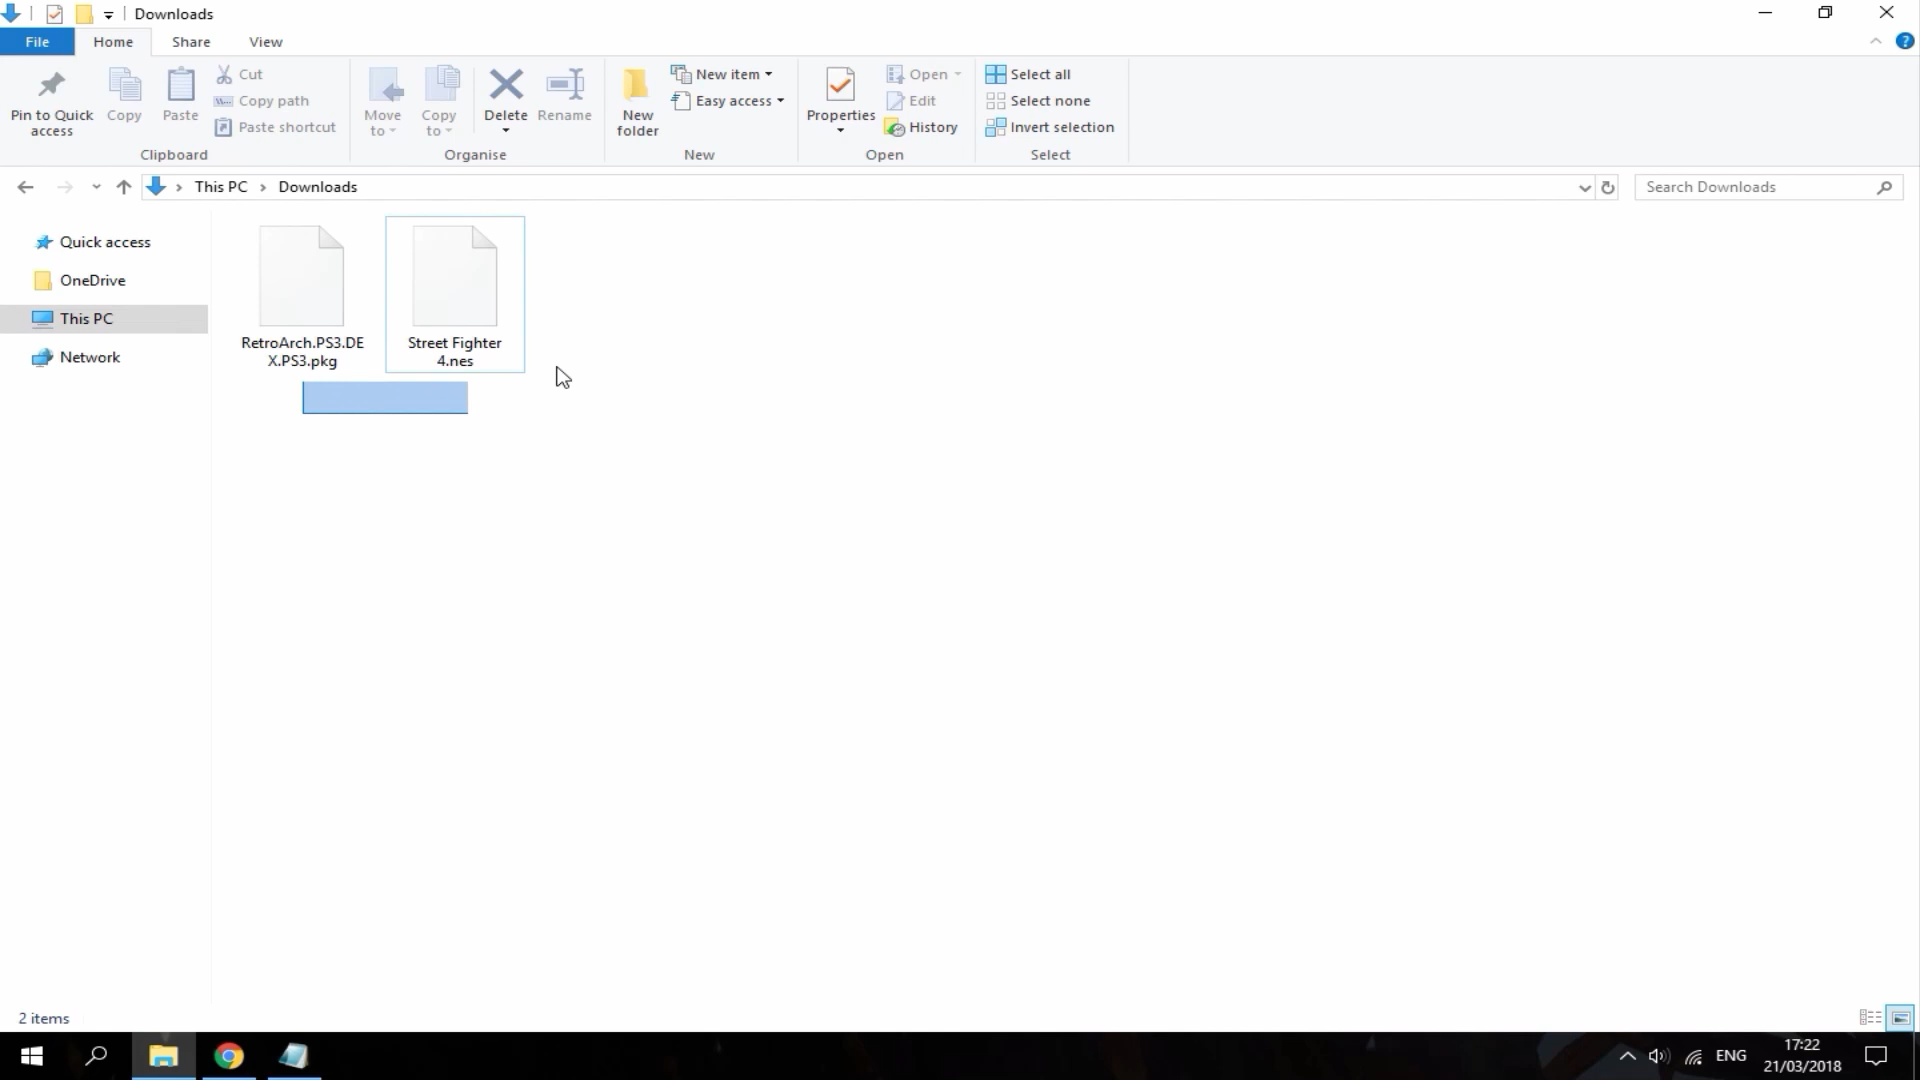 Downloads
File Home Share View
Pin to Quick access
Copy
Paste
Cut
Copy path
Paste shortcut
Clipboard
Move to
Copy to
Delete
Rename
Organise
New folder
New item
Easy access
New
Properties
Open
Edit
History
Open
Select all
Select none
Invert selection
Select
This PC Downloads
Search Downloads
Quick access
OneDrive
This PC
Network
RetroArch.PS3.DE
X.PS3.pkg
Street Fighter
4.nes
2 items
ENG
17:22
21/03/2018